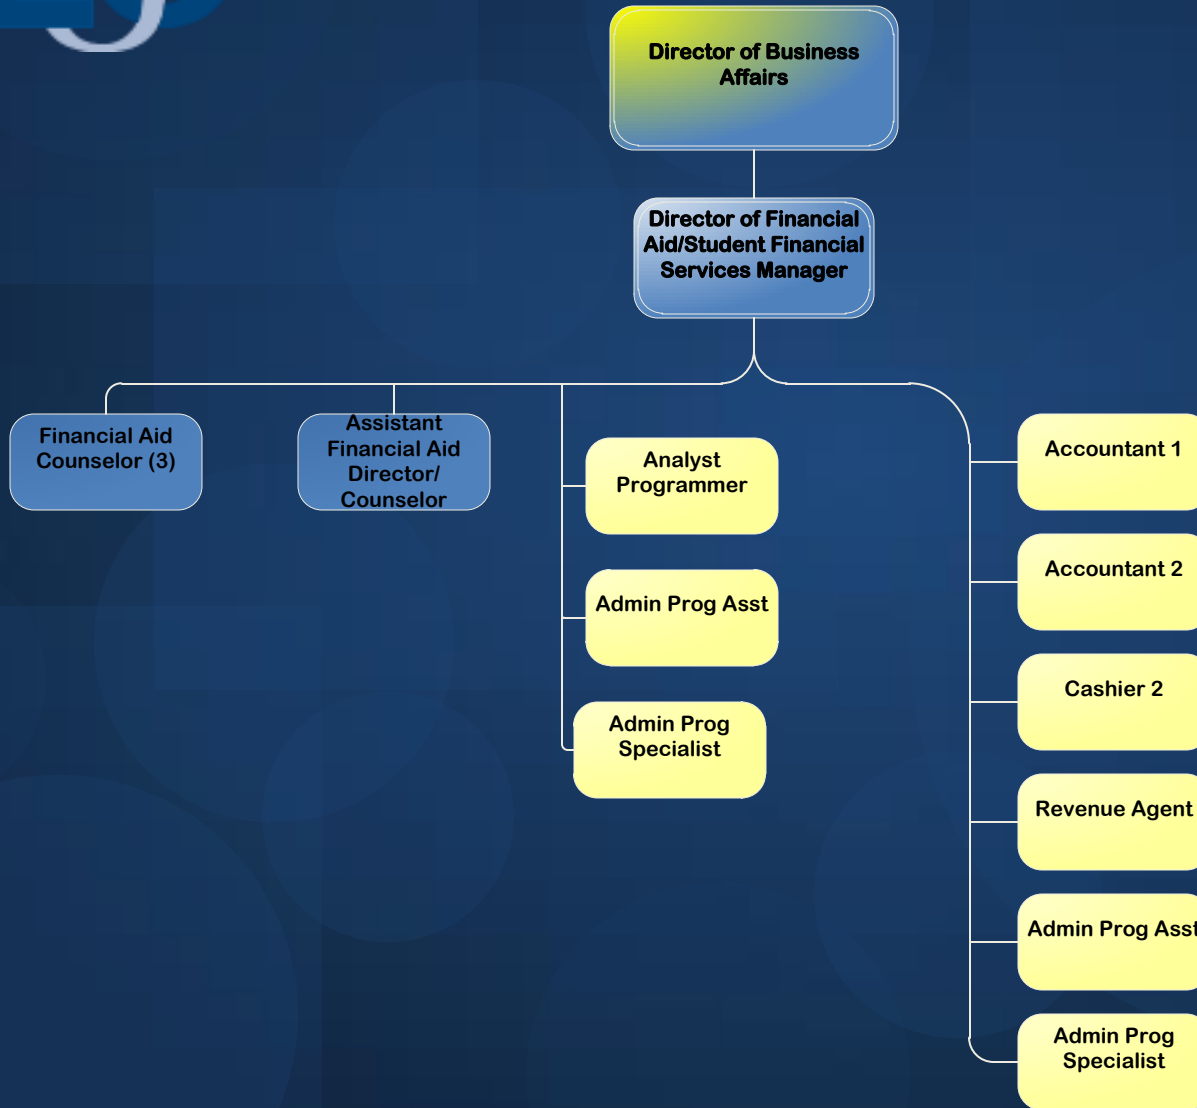 Director of Business
Affairs
Director of Financial
Aid/Student Financial
Services Manager
Financial Aid
Counselor (3)
Assistant
Financial Aid
Director/
Counselor
Analyst
Programmer
Admin Prog Asst
Admin Prog
Specialist
Accountant 1
Accountant 2
Cashier 2
Revenue Agent
Admin Prog Asst
Admin Prog
Specialist